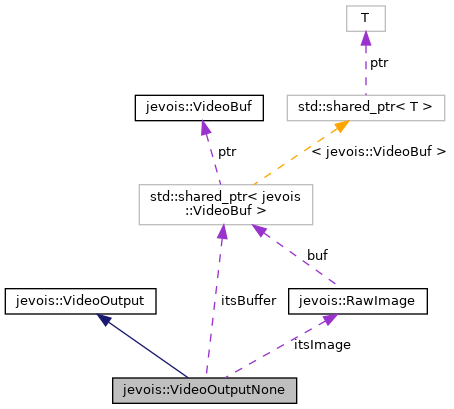 T
ptr
jevois::VideoBuf
std::shared_ptr< T >
ptr
< jevois::VideoBuf >
std::shared_ptr< jevois
::VideoBuf >
buf
jevois::VideoOutput
itsBuffer
jevois::RawImage
itsImage
jevois::VideoOutputNone